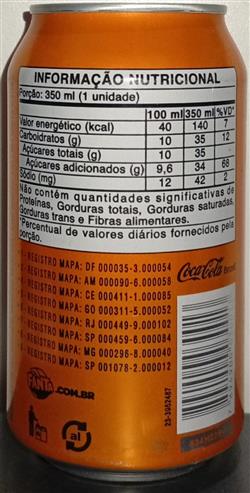 INFORMAÇÃO NUTRICIONAL
Porção: 350 ml (1 unidade)
100 ml 350 ml %VD*
Valor energético (kcal) 40 140 7
Carboidratos (g) 10 35 12
Açúcares totais (g) 10 35
Açúcares adicionados (g) 9,6 34 68
Sódio (mg) 12 42 2
Não contém quantidades significativas de
Proteínas, Gorduras totais, Gorduras saturadas,
Gorduras trans e Fibras alimentares.
*Percentual de valores diários fornecidos pela
porção.
- REGISTRO MAPA: DF 000035-3.000054
- REGISTRO MAPA: AM 000090-6.000058
- REGISTRO MAPA: CE 000411-1.000085
- REGISTRO MAPA: GO 000311-5.000052
- REGISTRO MAPA: RJ 000449-9.000102
- REGISTRO MAPA: SP 000459-6.000084
- REGISTRO MAPA: MG 000296-8.000040
- REGISTRO MAPA: SP 001078-2.000012
Coca-Cola Brasil
23-3952487
FANTA .COM.BR
al